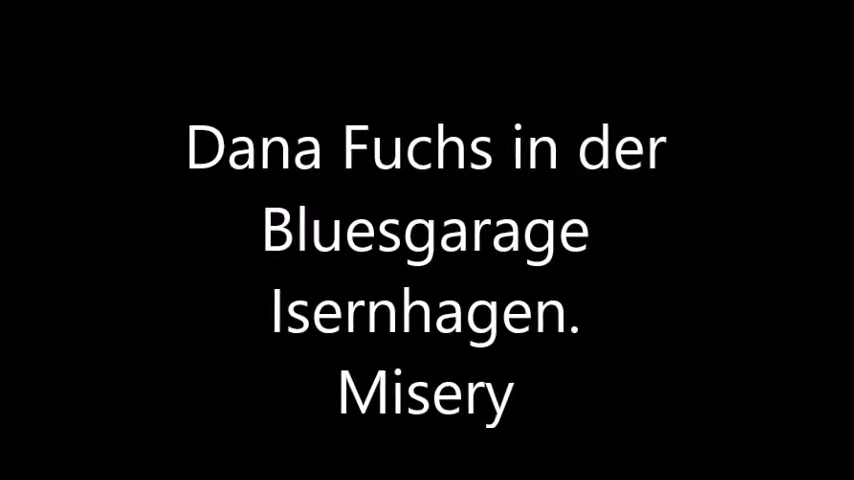 Dana Fuchs in der
Bluesgarage
Isernhagen.
Misery